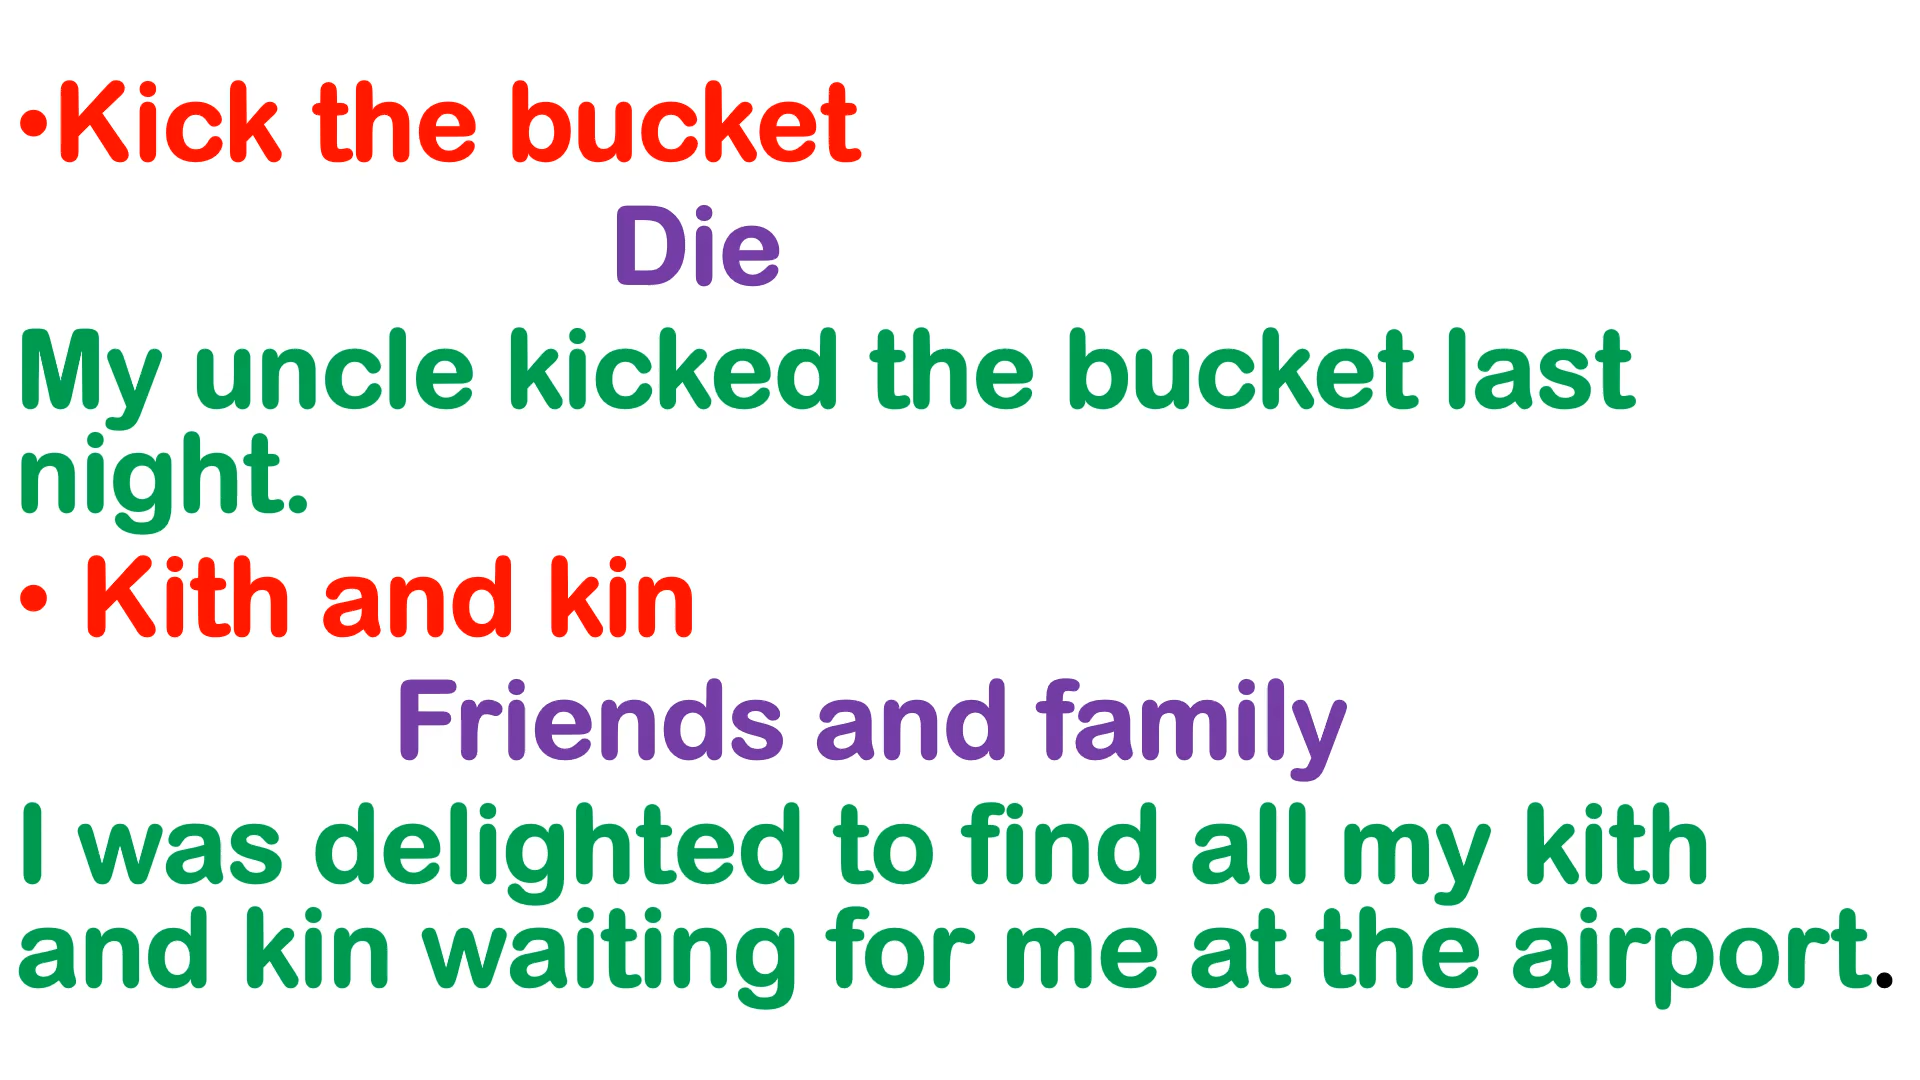 •Kick the bucket
Die
My uncle kicked the bucket last
night.
• Kith and kin
Friends and family
I was delighted to find all my kith
and kin waiting for me at the airport.